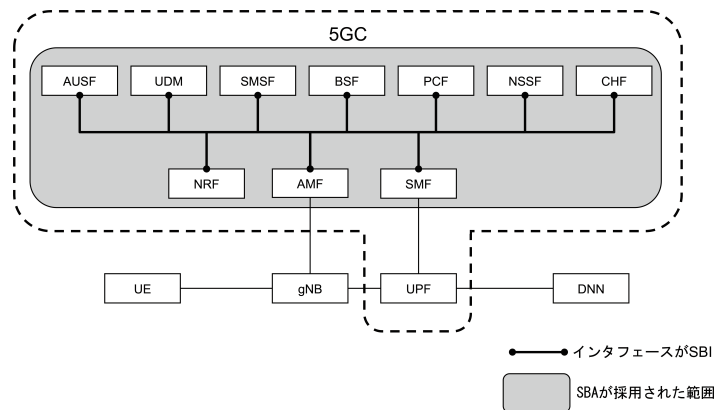 5GC
AUSF
UDM
SMSF
BSF
PCF
NSSF
CHF
NRF
AMF
SMF
UE
gNB
UPF
DNN
インタフェースがSBI
SBAが採用された範囲